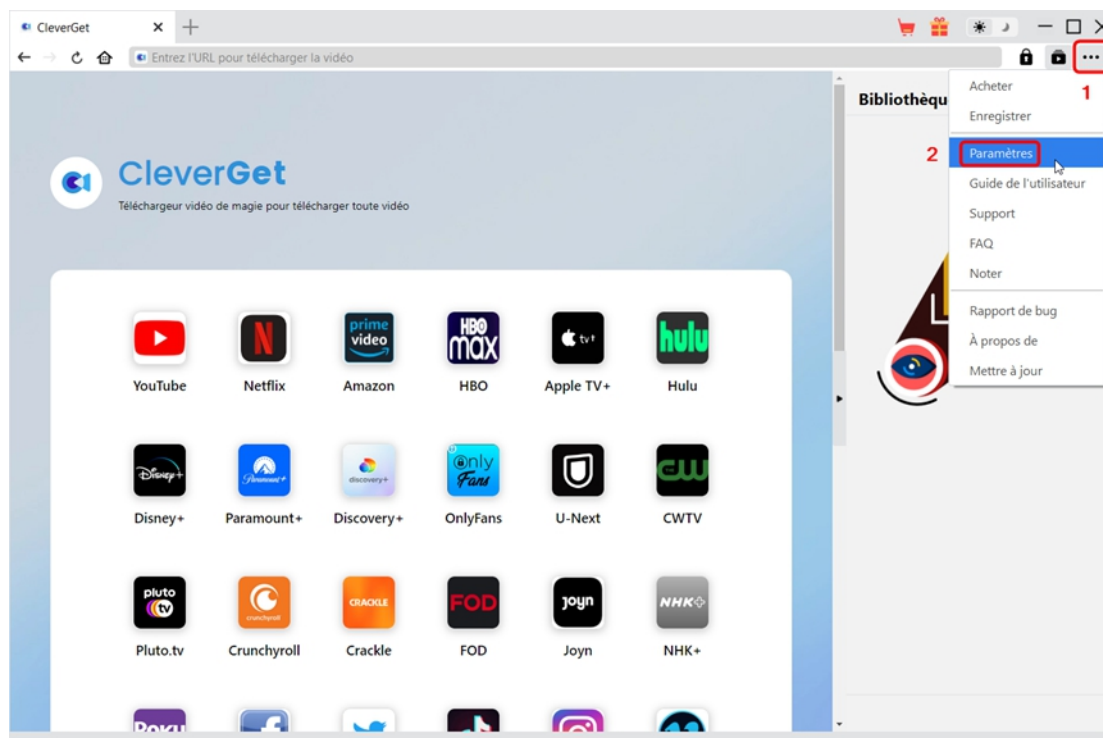 CleverGet
Entrez l'URL pour télécharger la vidéo
1
Acheter
Enregistrer
Bibliothèqu
2
Paramètres
Guide de l'utilisateur
Support
FAQ
Noter
Rapport de bug
À propos de
Mettre à jour
CleverGet
Téléchargeur vidéo de magie pour télécharger toute vidéo
prime
video
HBO
max
tv+
hulu
YouTube
Netflix
Amazon
HBO
Apple TV+
Hulu
Disney+
Paramount+
discovery+
Only
Fans
CW
Disney+
Paramount+
Discovery+
OnlyFans
U-Next
CWTV
pluto
tv
crunchyroll
CRACKLE
FOD
Joyn
NHK+
Pluto.tv
Crunchyroll
Crackle
FOD
Joyn
NHK+
ROKU